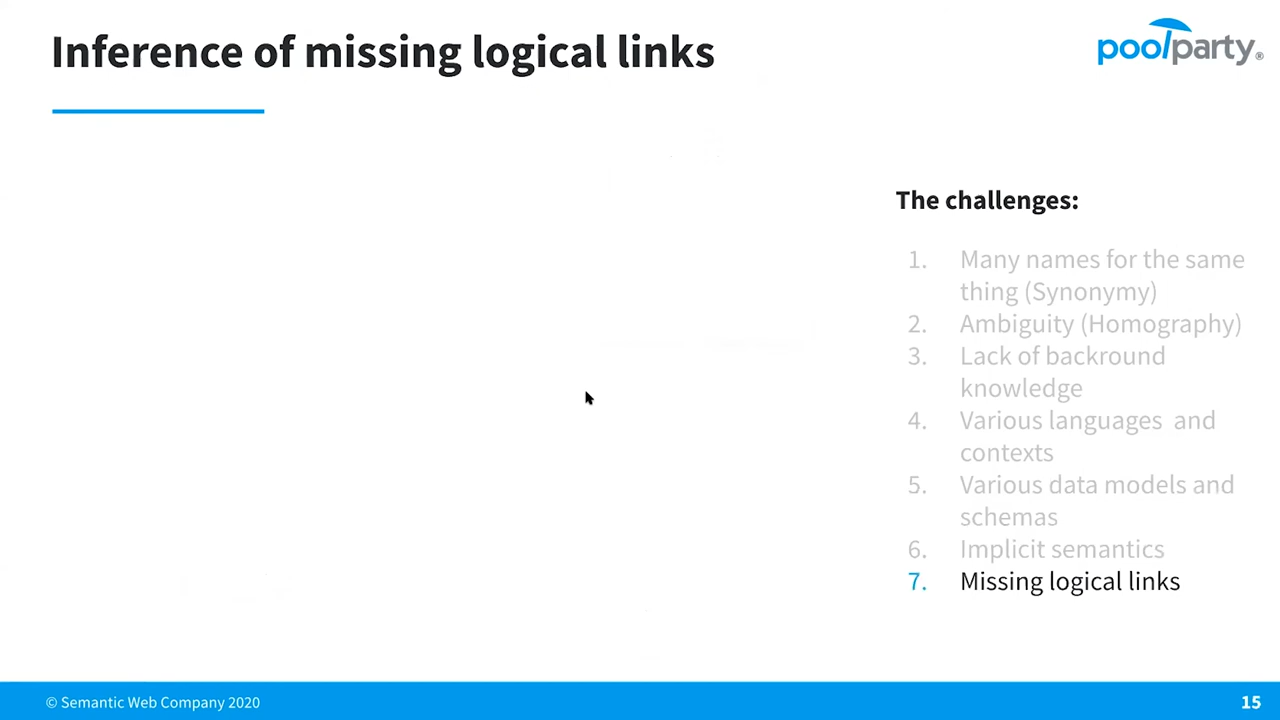 Inference of missing logical links
poolparty®
The challenges:
1. Many names for the same
thing (Synonymy)
2. Ambiguity (Homography)
3. Lack of backround
knowledge
4. Various languages and
contexts
5. Various data models and
schemas
6. Implicit semantics
7. Missing logical links
© Semantic Web Company 2020
15